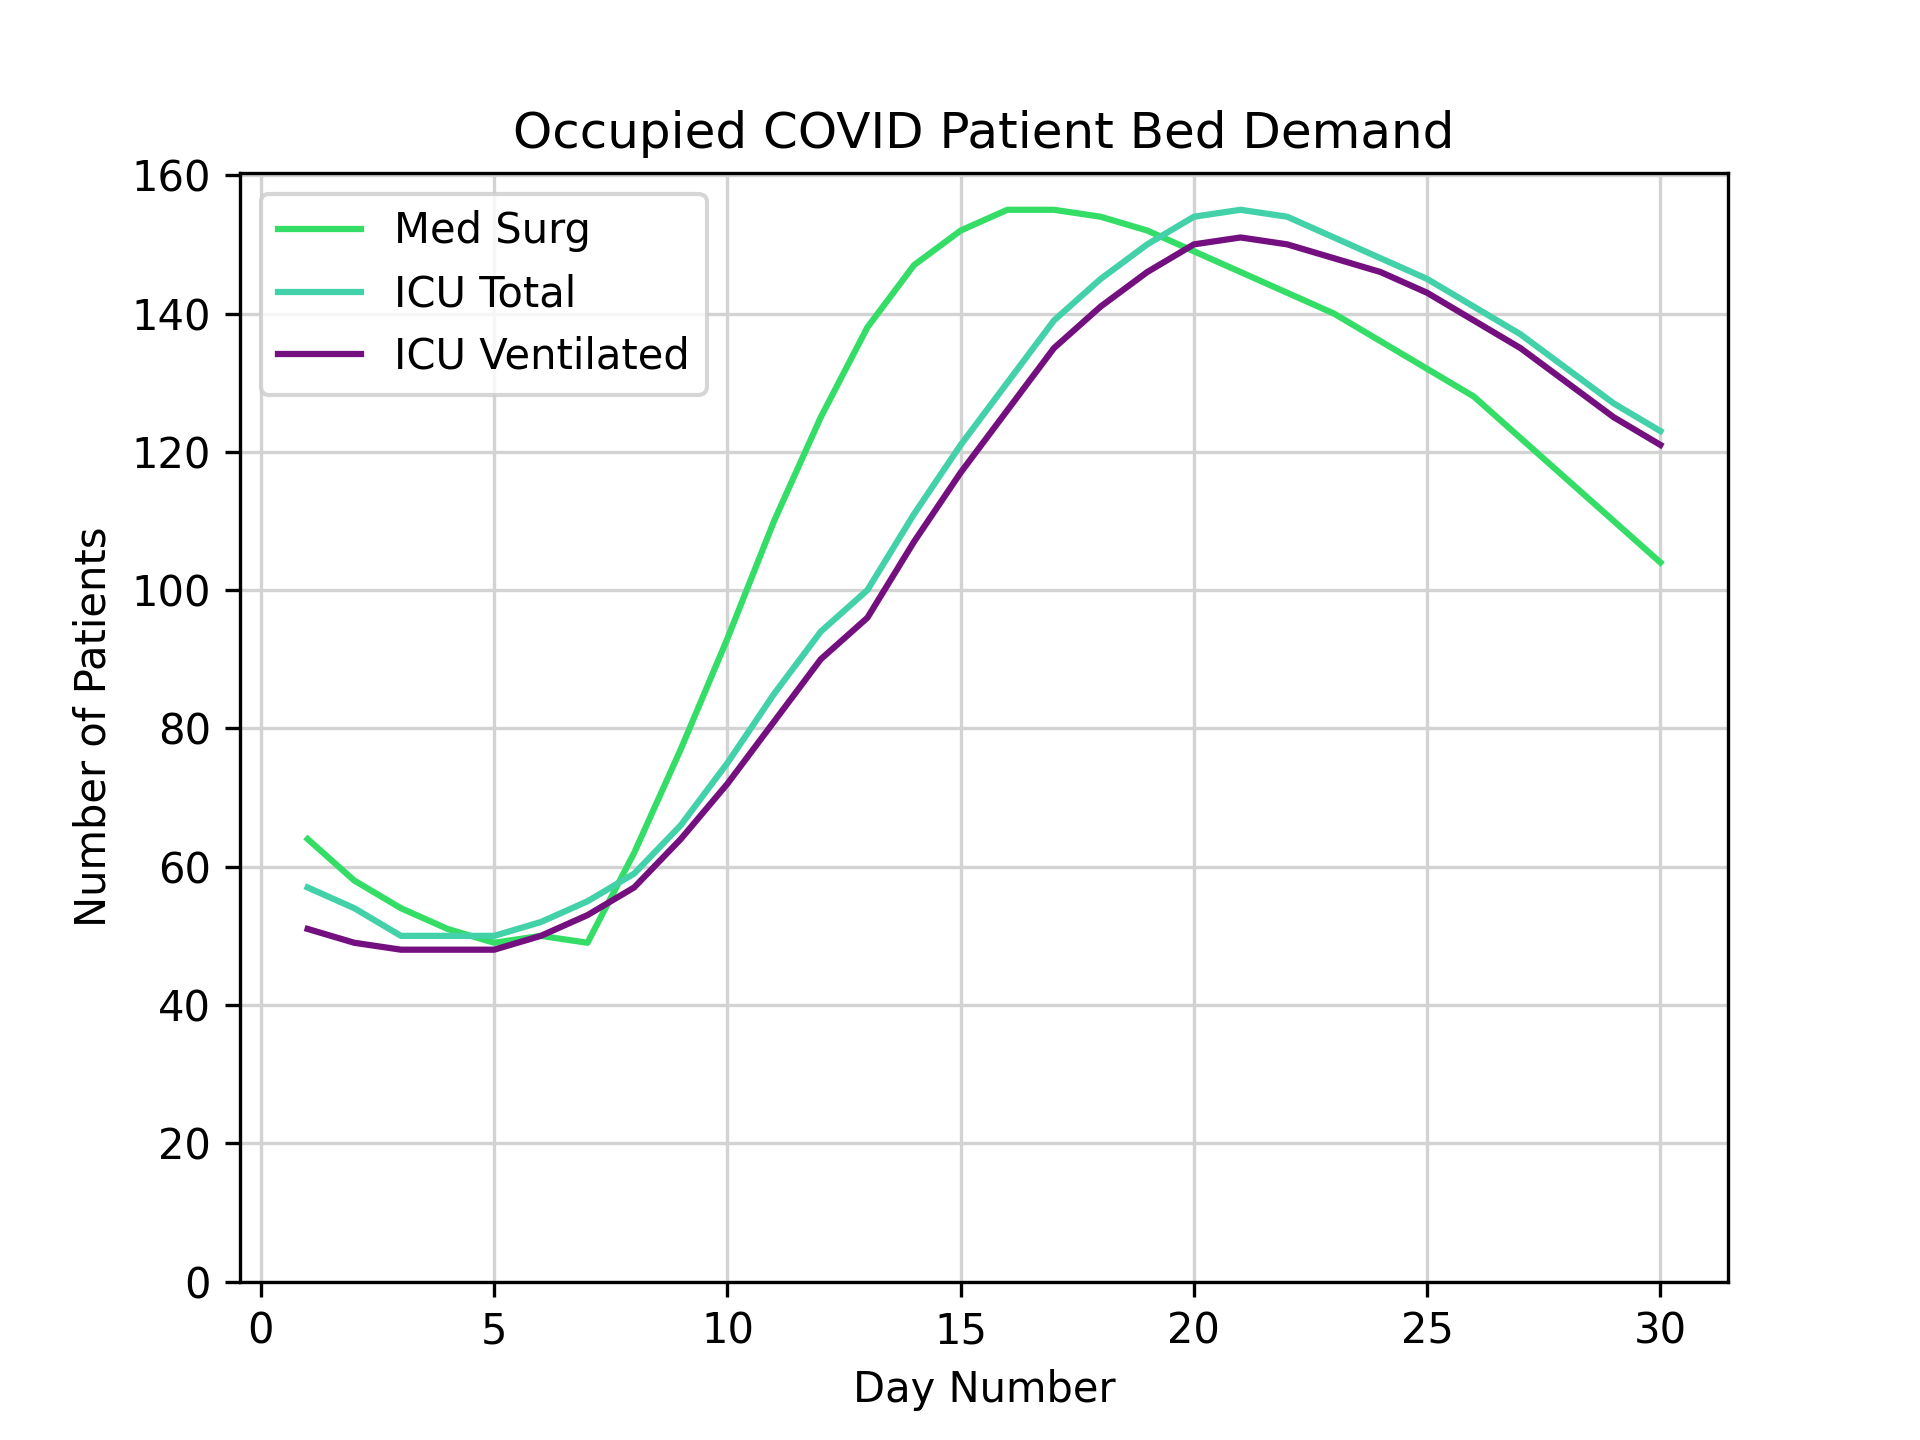 Occupied COVID Patient Bed Demand
160
140
120
100
80
60
40
20
0
Number of Patients
Med Surg
ICU Total
ICU Ventilated
0 5 10 15 20 25 30
Day Number